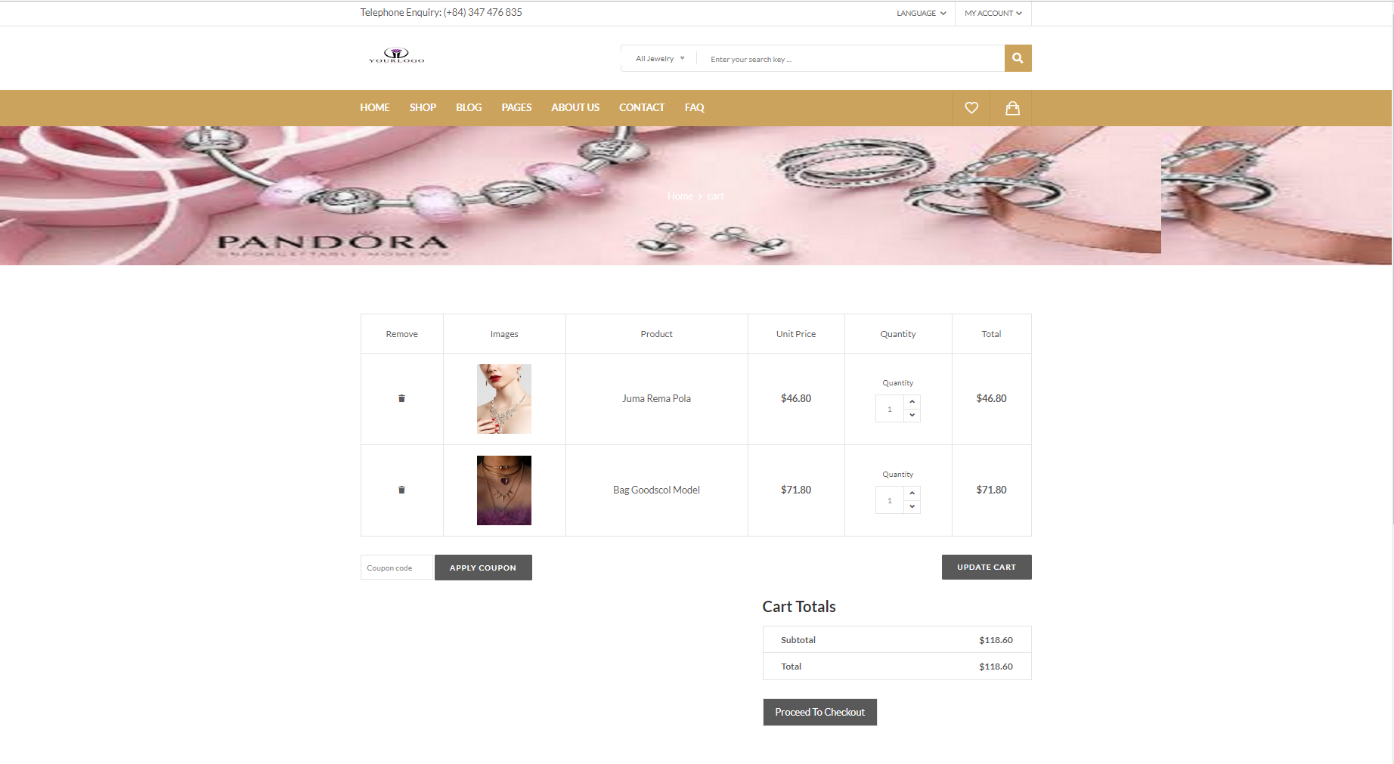 Telephone Enquiry: (+84) 347 476 835
LANGUAGE
MY ACCOUNT
YOURLOGO
All Jewelry
Enter your search key ...
HOME SHOP BLOG PAGES ABOUT US CONTACT FAQ
Home > cart
PANDORA
UNFORGETTABLE MOMENTS
Remove Images Product Unit Price Quantity Total
Quantity
Juma Rema Pola $46.80 1 $46.80
Quantity
Bag Goodscol Model $71.80 1 $71.80
Coupon code APPLY COUPON UPDATE CART
Cart Totals
Subtotal $118.60
Total $118.60
Proceed To Checkout